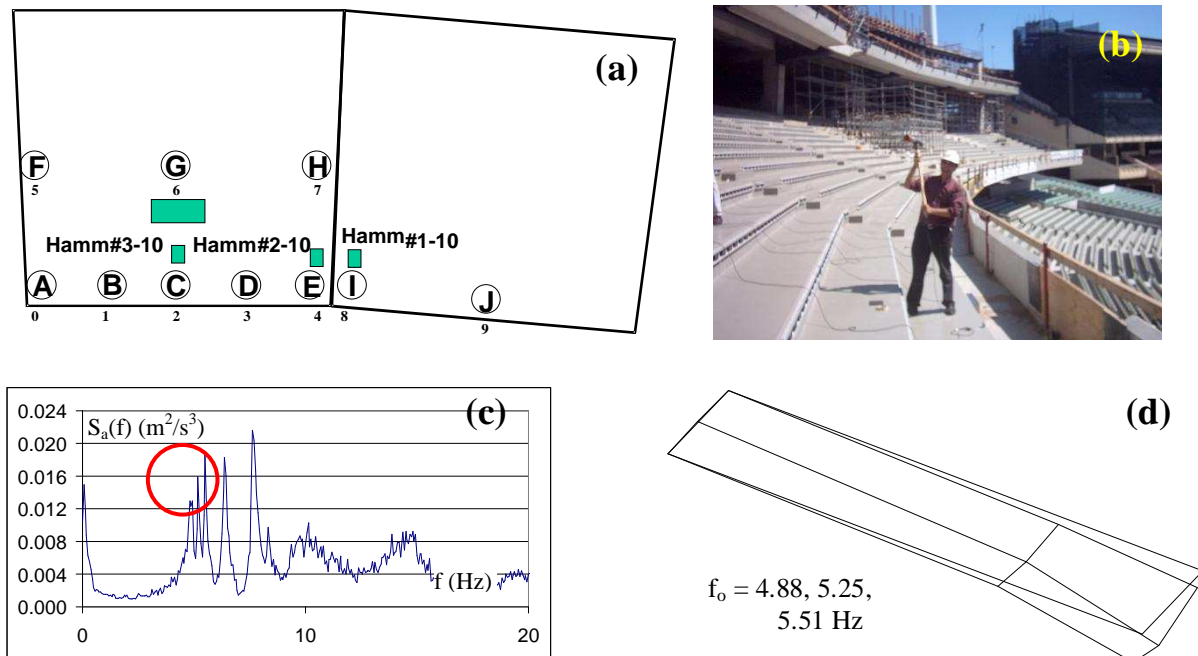 (a)
F G H
5 6 7
Hamm#3-10 Hamm#2-10 Hamm#1-10
A B C D E I J
0 1 2 3 4 8 9
(b)
(c)
S_a(f) (m²/s³)
0.024
0.020
0.016
0.012
0.008
0.004
0.000
f (Hz)
0 10 20
(d)
f_o = 4.88, 5.25,
5.51 Hz